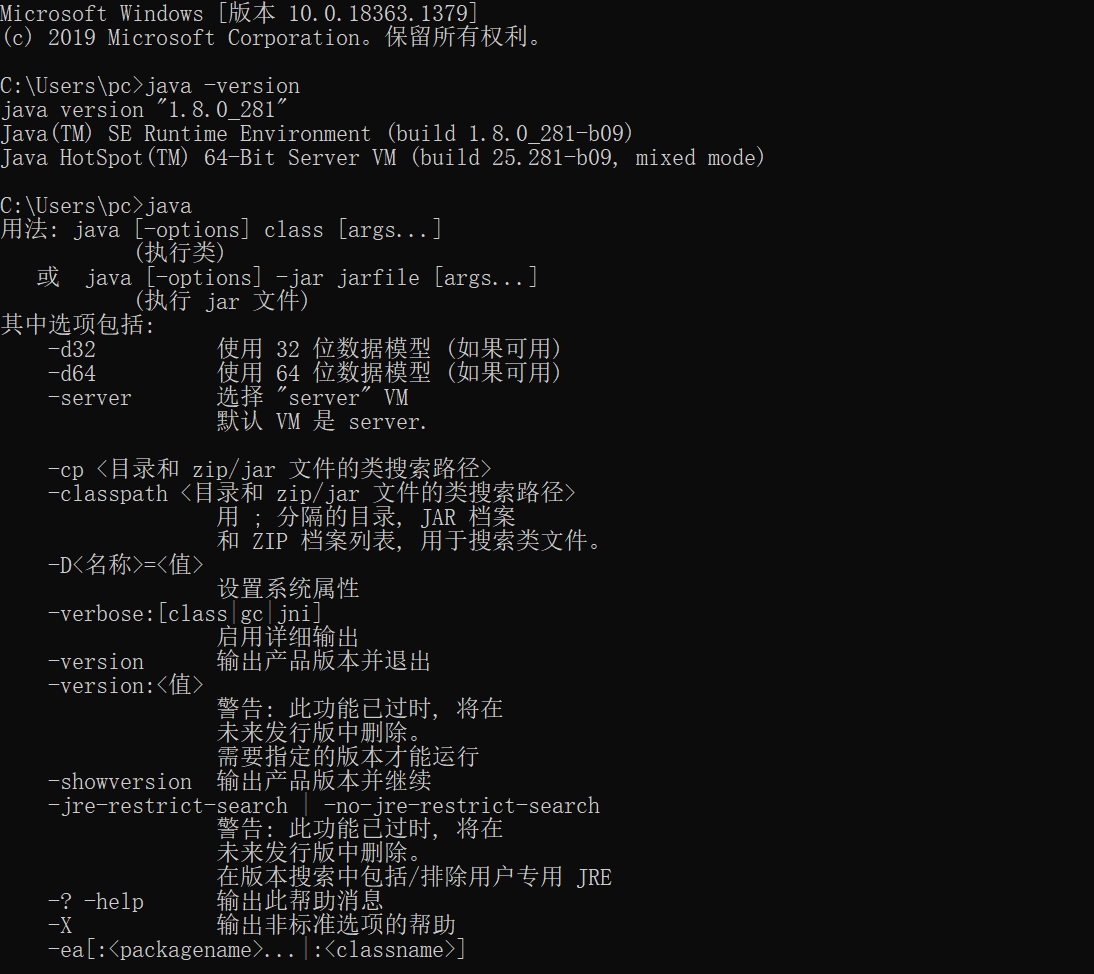 Microsoft Windows [版本 10.0.18363.1379]
(c) 2019 Microsoft Corporation。保留所有权利。
C:\Users\pc>java -version
java version "1.8.0_281"
Java(TM) SE Runtime Environment (build 1.8.0_281-b09)
Java HotSpot(TM) 64-Bit Server VM (build 25.281-b09, mixed mode)
C:\Users\pc>java
用法: java [-options] class [args...]
(执行类)
或  java [-options] -jar jarfile [args...]
(执行 jar 文件)
其中选项包括:
-d32          使用 32 位数据模型 (如果可用)
-d64          使用 64 位数据模型 (如果可用)
-server       选择 "server" VM
默认 VM 是 server.
-cp <目录和 zip/jar 文件的类搜索路径>
-classpath <目录和 zip/jar 文件的类搜索路径>
用 ; 分隔的目录, JAR 档案
和 ZIP 档案列表, 用于搜索类文件。
-D<名称>=<值>
设置系统属性
-verbose:[class|gc|jni]
启用详细输出
-version      输出产品版本并退出
-version:<值>
警告: 此功能已过时, 将在
未来发行版中删除。
需要指定的版本才能运行
-showversion  输出产品版本并继续
-jre-restrict-search | -no-jre-restrict-search
警告: 此功能已过时, 将在
未来发行版中删除。
在版本搜索中包括/排除用户专用 JRE
-? -help      输出此帮助消息
-X            输出非标准选项的帮助
-ea[:<packagename>...|:<classname>]